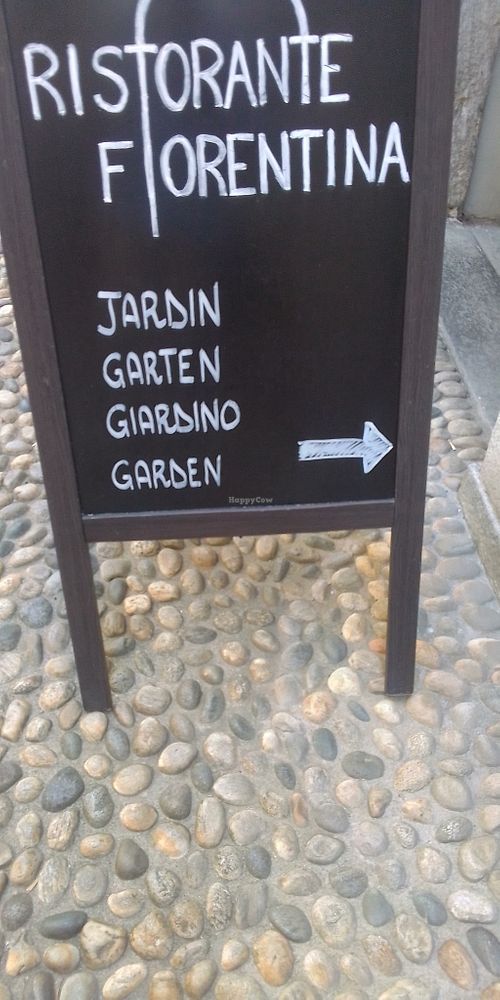 RISTORANTE
FIORENTINA
JARDIN
GARTEN
GIARDINO
GARDEN
HappyCow